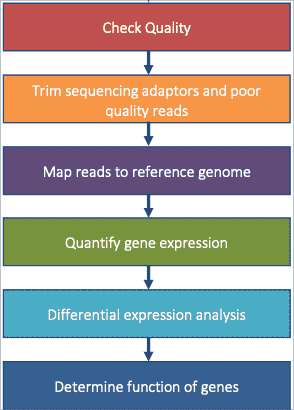 Check Quality
Trim sequencing adaptors and poor
quality reads
Map reads to reference genome
Quantify gene expression
Differential expression analysis
Determine function of genes